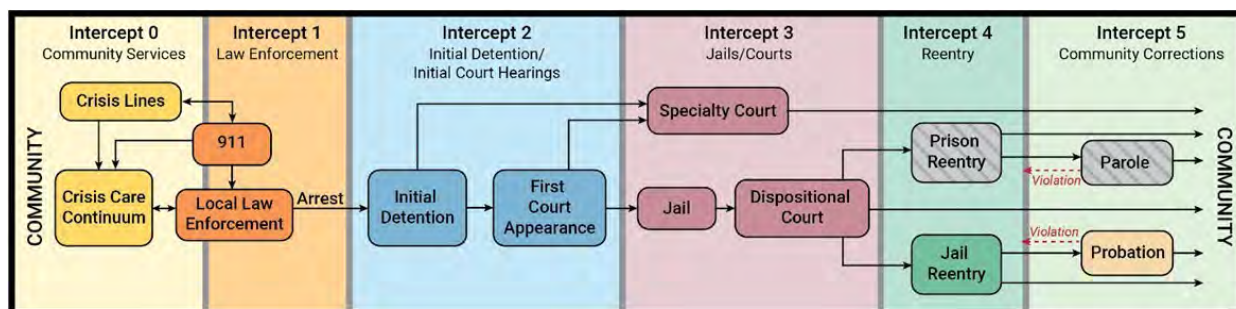 Intercept 0
Community Services
Intercept 1
Law Enforcement
Intercept 2
Initial Detention/
Initial Court Hearings
Intercept 3
Jails/Courts
Intercept 4
Reentry
Intercept 5
Community Corrections
COMMUNITY
Crisis Lines
911
Crisis Care
Continuum
Local Law
Enforcement
Arrest
Initial
Detention
First
Court
Appearance
Specialty Court
Jail
Dispositional
Court
Prison
Reentry
Violation
Parole
Jail
Reentry
Violation
Probation
COMMUNITY